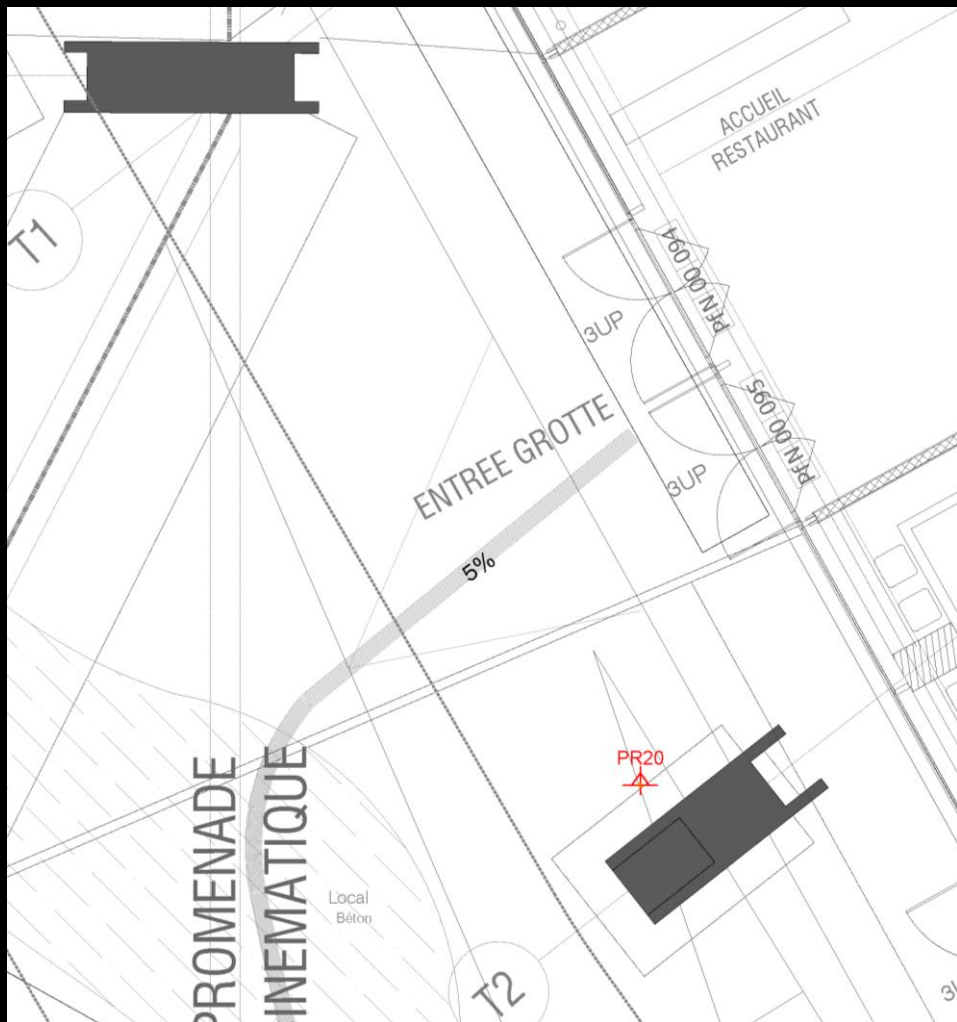 ACCUEIL
RESTAURANT
T1
PfN 00 094
3UP
PfN 00 095
ENTREE GROTTE
3UP
5%
PR20
PROMENADE
INEMATIQUE
Local
Béton
T2